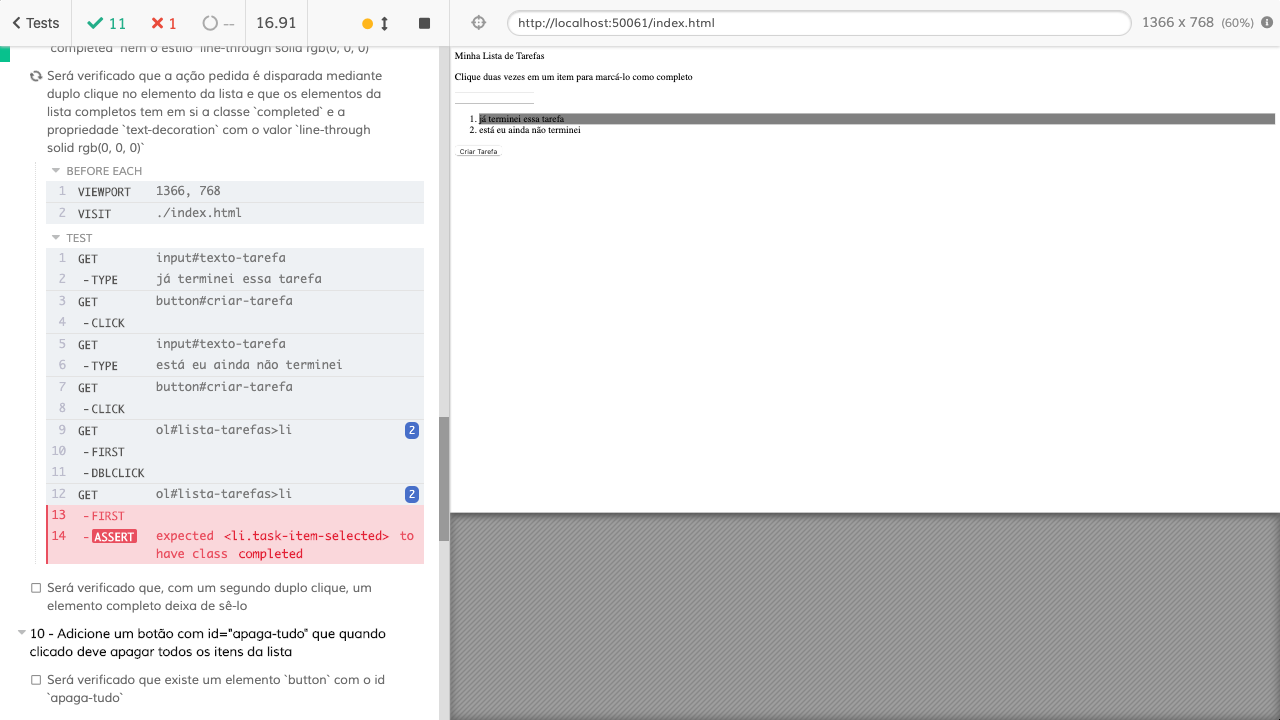 Tests
11
1
--
16.91
http://localhost:50061/index.html
1366 x 768 (60%)
completed` nem o estilo `line-through solid rgb(0, 0, 0)
Será verificado que a ação pedida é disparada mediante
duplo clique no elemento da lista e que os elementos da
lista completos tem em si a classe `completed` e a
propriedade `text-decoration` com o valor `line-through
solid rgb(0, 0, 0)`
BEFORE EACH
1 VIEWPORT 1366, 768
2 VISIT ./index.html
TEST
1 GET input#texto-tarefa
2 -TYPE já terminei essa tarefa
3 GET button#criar-tarefa
4 -CLICK
5 GET input#texto-tarefa
6 -TYPE está eu ainda não terminei
7 GET button#criar-tarefa
8 -CLICK
9 GET ol#lista-tarefas>li 2
10 -FIRST
11 -DBLCLICK
12 GET ol#lista-tarefas>li 2
13 -FIRST
14 -ASSERT expected <li.task-item-selected> to
have class completed
Será verificado que, com um segundo duplo clique, um
elemento completo deixa de sê-lo
10 - Adicione um botão com id="apaga-tudo" que quando
clicado deve apagar todos os itens da lista
Será verificado que existe um elemento `button` com o id
`apaga-tudo`
Minha Lista de Tarefas
Clique duas vezes em um item para marcá-lo como completo
1. já terminei essa tarefa
2. está eu ainda não terminei
Criar Tarefa